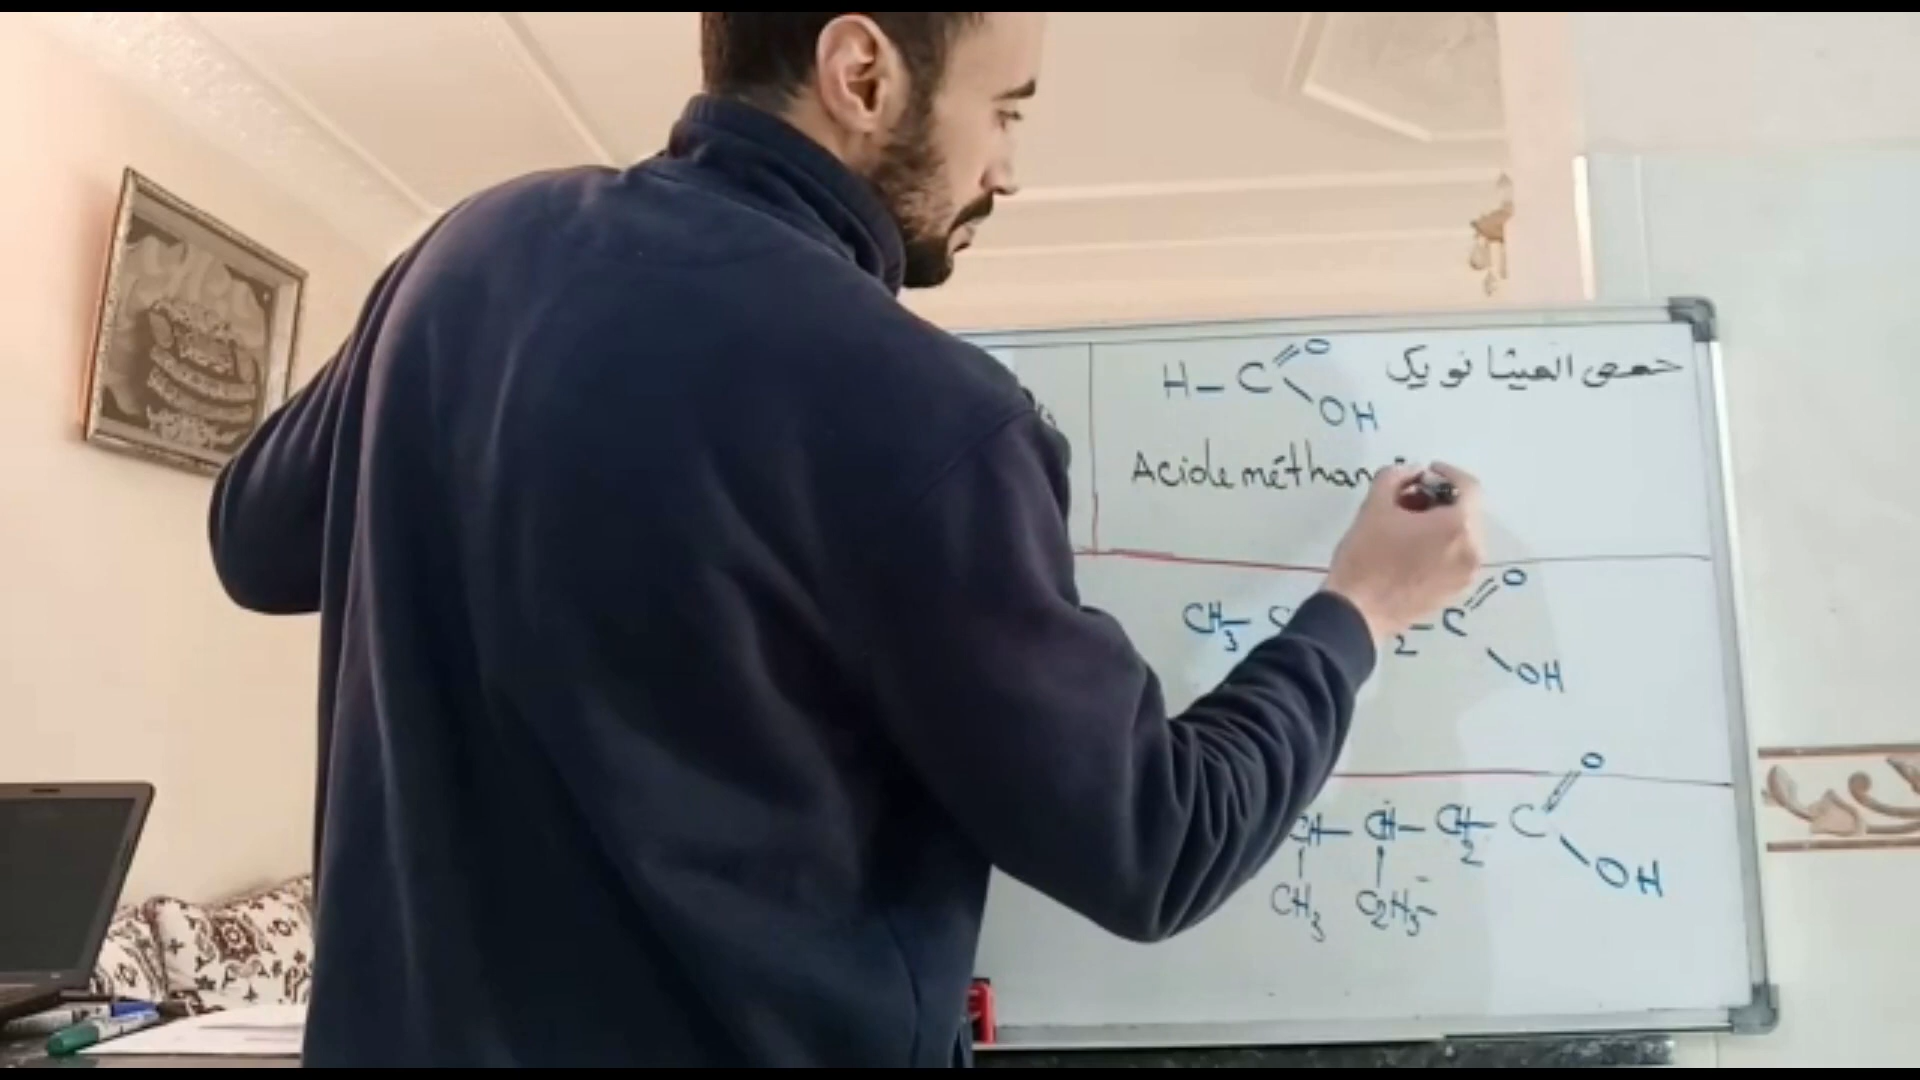 حمض الميثانويك
H – C
O
OH
Acide méthan
CH3 – C
2 – C
O
OH
CH – CH – CH2 – C
O
OH
CH3
C2H5